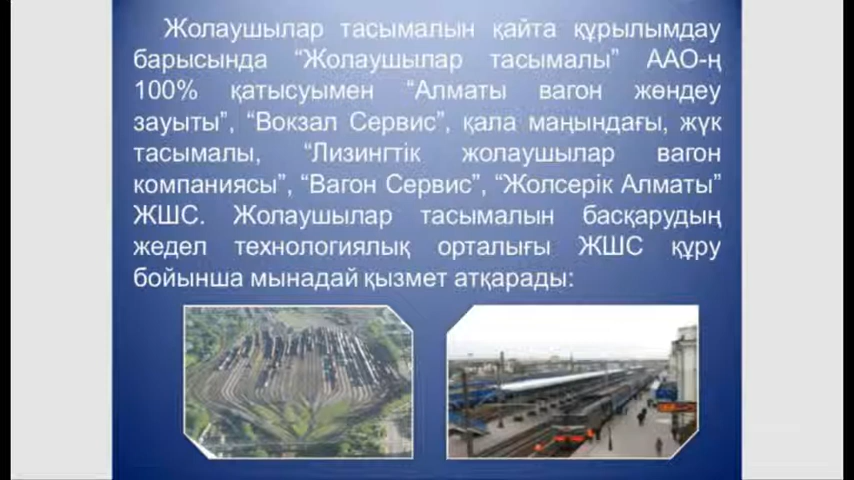 Жолаушылар тасымалын қайта құрылымдау
барысында “Жолаушылар тасымалы” ААО-ң
100% қатысуымен “Алматы вагон жөндеу
зауыты”, “Вокзал Сервис”, қала маңындағы, жүк
тасымалы, “Лизингтік жолаушылар вагон
компаниясы”, “Вагон Сервис”, “Жолсерік Алматы”
ЖШС. Жолаушылар тасымалын басқарудың
жедел технологиялық орталығы ЖШС құру
бойынша мынадай қызмет атқарады: